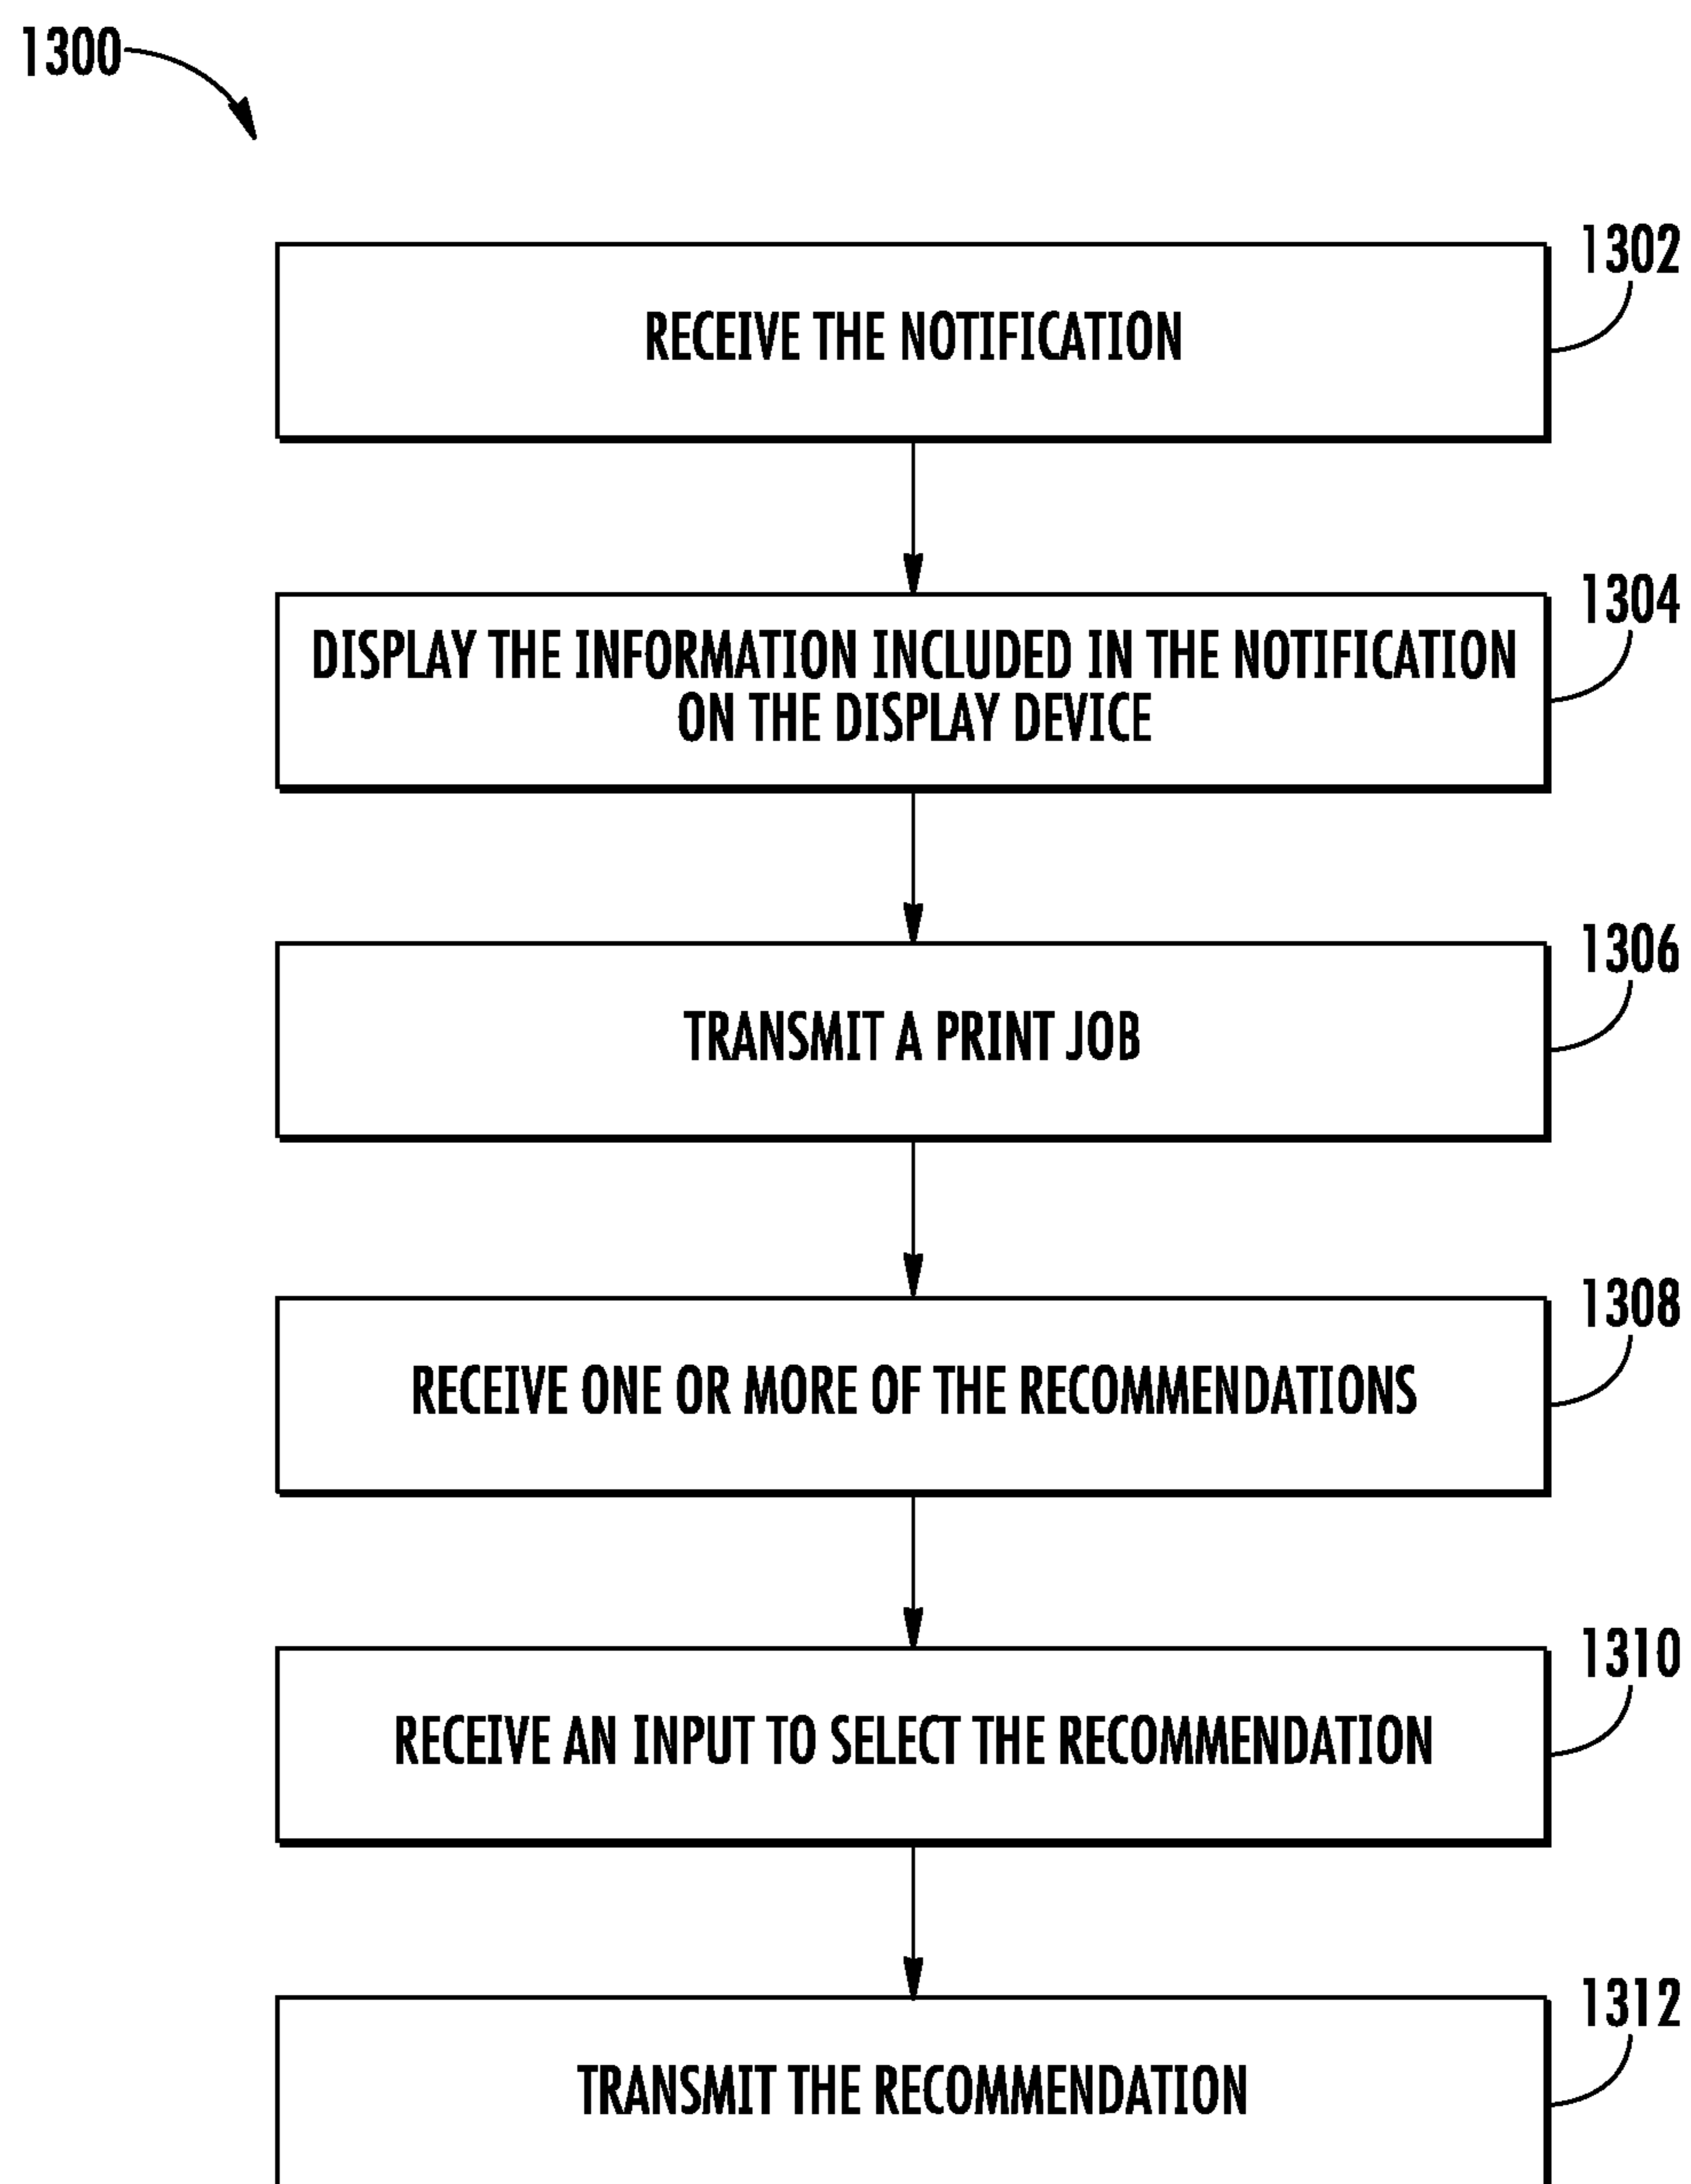 1300
1302
RECEIVE THE NOTIFICATION
1304
DISPLAY THE INFORMATION INCLUDED IN THE NOTIFICATION
ON THE DISPLAY DEVICE
1306
TRANSMIT A PRINT JOB
1308
RECEIVE ONE OR MORE OF THE RECOMMENDATIONS
1310
RECEIVE AN INPUT TO SELECT THE RECOMMENDATION
1312
TRANSMIT THE RECOMMENDATION